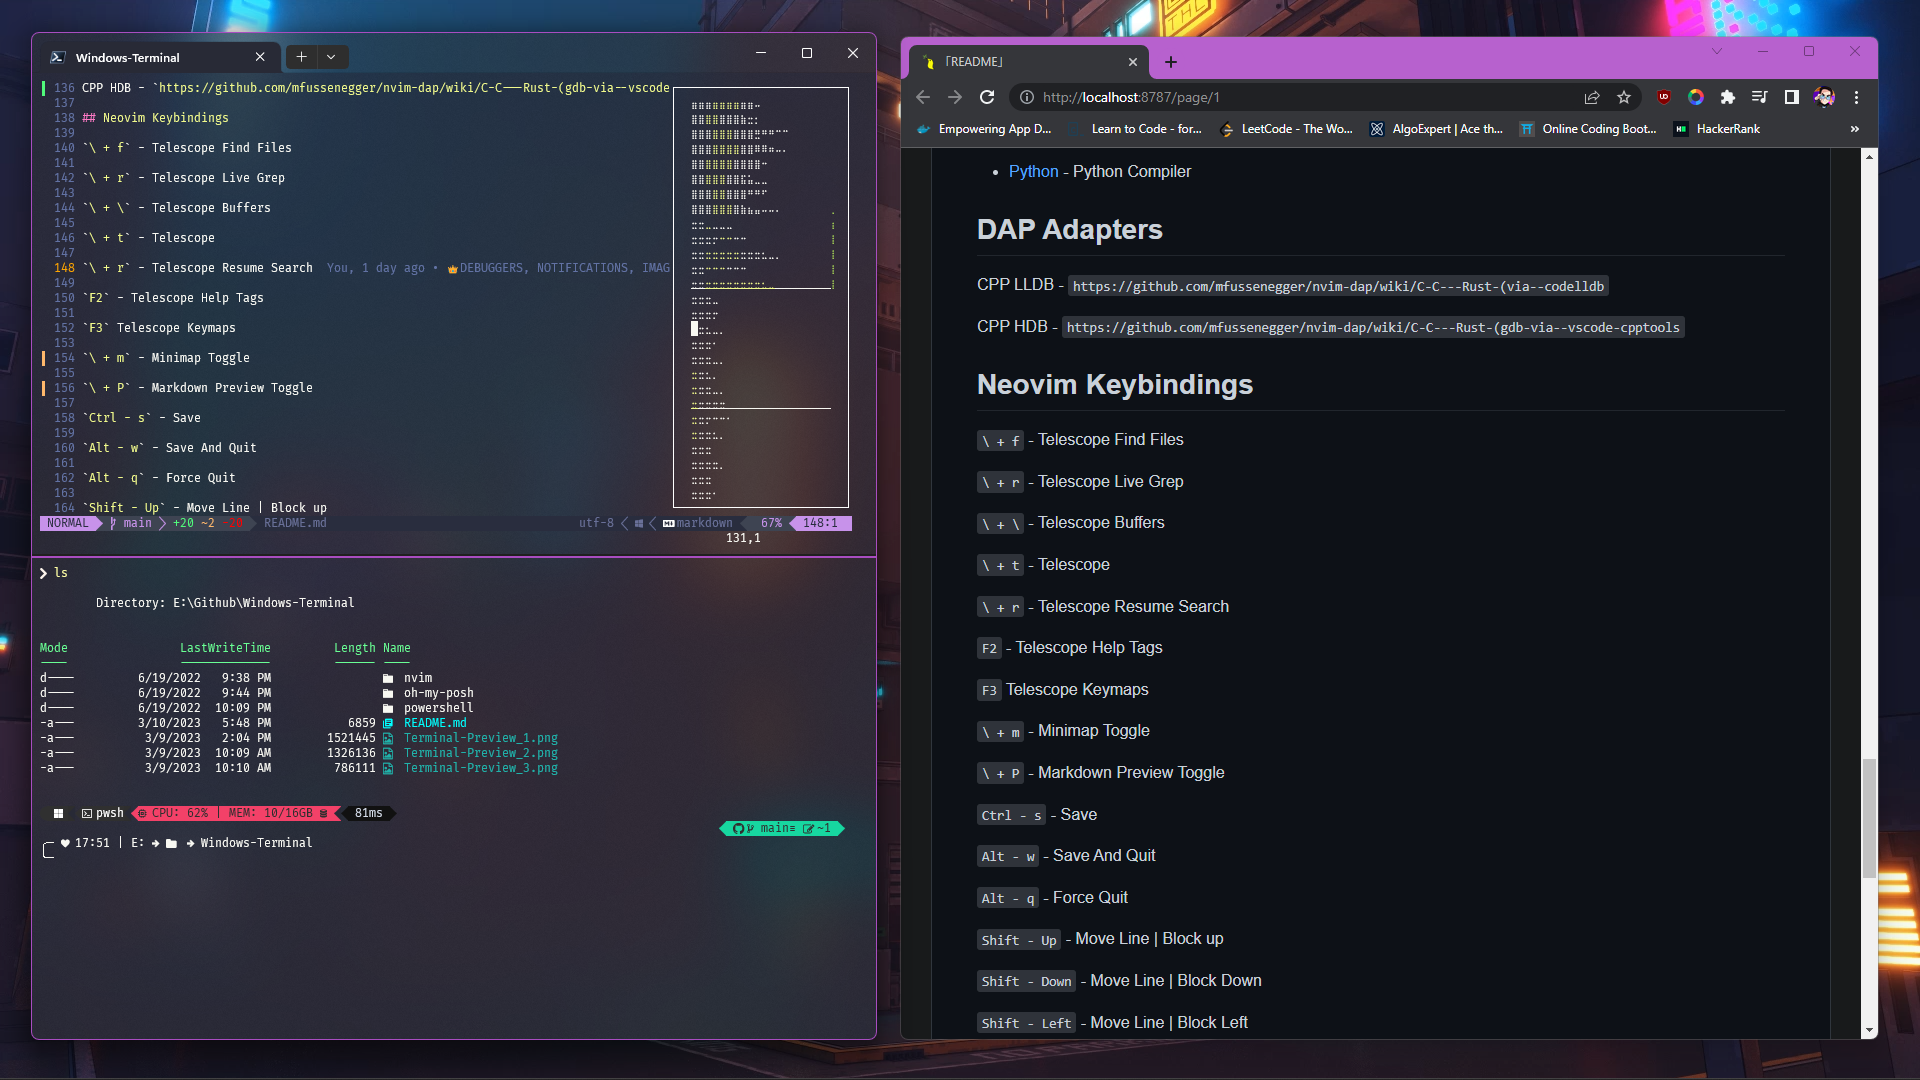 Windows-Terminal
136 CPP HDB - `https://github.com/mfussenegger/nvim-dap/wiki/C-C---Rust-(gdb-via--vscode
137
138 ## Neovim Keybindings
139
140 `\ + f` - Telescope Find Files
141
142 `\ + r` - Telescope Live Grep
143
144 `\ + \` - Telescope Buffers
145
146 `\ + t` - Telescope
147
148 `\ + r` - Telescope Resume Search You, 1 day ago • DEBUGGERS, NOTIFICATIONS, IMAG
149
150 `F2` - Telescope Help Tags
151
152 `F3` Telescope Keymaps
153
154 `\ + m` - Minimap Toggle
155
156 `\ + P` - Markdown Preview Toggle
157
158 `Ctrl - s` - Save
159
160 `Alt - w` - Save And Quit
161
162 `Alt - q` - Force Quit
163
164 `Shift - Up` - Move Line | Block up
NORMAL main +20 ~2 README.md utf-8 markdown 67% 148:1
131,1
❯ ls
Directory: E:\Github\Windows-Terminal
Mode LastWriteTime Length Name
---- ------------- ------ ----
d---- 6/19/2022 9:38 PM nvim
d---- 6/19/2022 9:44 PM oh-my-posh
d---- 6/19/2022 10:09 PM powershell
-a--- 3/10/2023 5:48 PM 6859 README.md
-a--- 3/9/2023 2:04 PM 1521445 Terminal-Preview_1.png
-a--- 3/9/2023 10:09 AM 1326136 Terminal-Preview_2.png
-a--- 3/9/2023 10:10 AM 786111 Terminal-Preview_3.png
pwsh CPU: 62% | MEM: 10/16GB 81ms
main≡ ~1
♥ 17:51 | E: ➜ ➜ Windows-Terminal
「README」
http://localhost:8787/page/1
Empowering App D...
Learn to Code - for...
LeetCode - The Wo...
AlgoExpert | Ace th...
Online Coding Boot...
HackerRank
»
• Python - Python Compiler
DAP Adapters
CPP LLDB - https://github.com/mfussenegger/nvim-dap/wiki/C-C---Rust-(via--codelldb
CPP HDB - https://github.com/mfussenegger/nvim-dap/wiki/C-C---Rust-(gdb-via--vscode-cpptools
Neovim Keybindings
\ + f - Telescope Find Files
\ + r - Telescope Live Grep
\ + \ - Telescope Buffers
\ + t - Telescope
\ + r - Telescope Resume Search
F2 - Telescope Help Tags
F3 Telescope Keymaps
\ + m - Minimap Toggle
\ + P - Markdown Preview Toggle
Ctrl - s - Save
Alt - w - Save And Quit
Alt - q - Force Quit
Shift - Up - Move Line | Block up
Shift - Down - Move Line | Block Down
Shift - Left - Move Line | Block Left